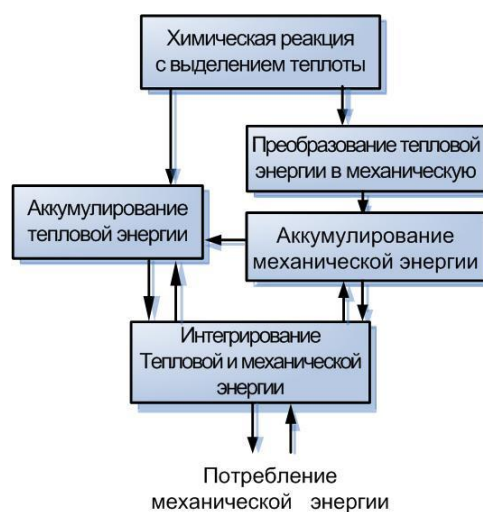 Химическая реакция
с выделением теплоты
Преобразование тепловой
энергии в механическую
Аккумулирование
тепловой энергии
Аккумулирование
механической энергии
Интегрирование
Тепловой и механической
энергии
Потребление
механической энергии